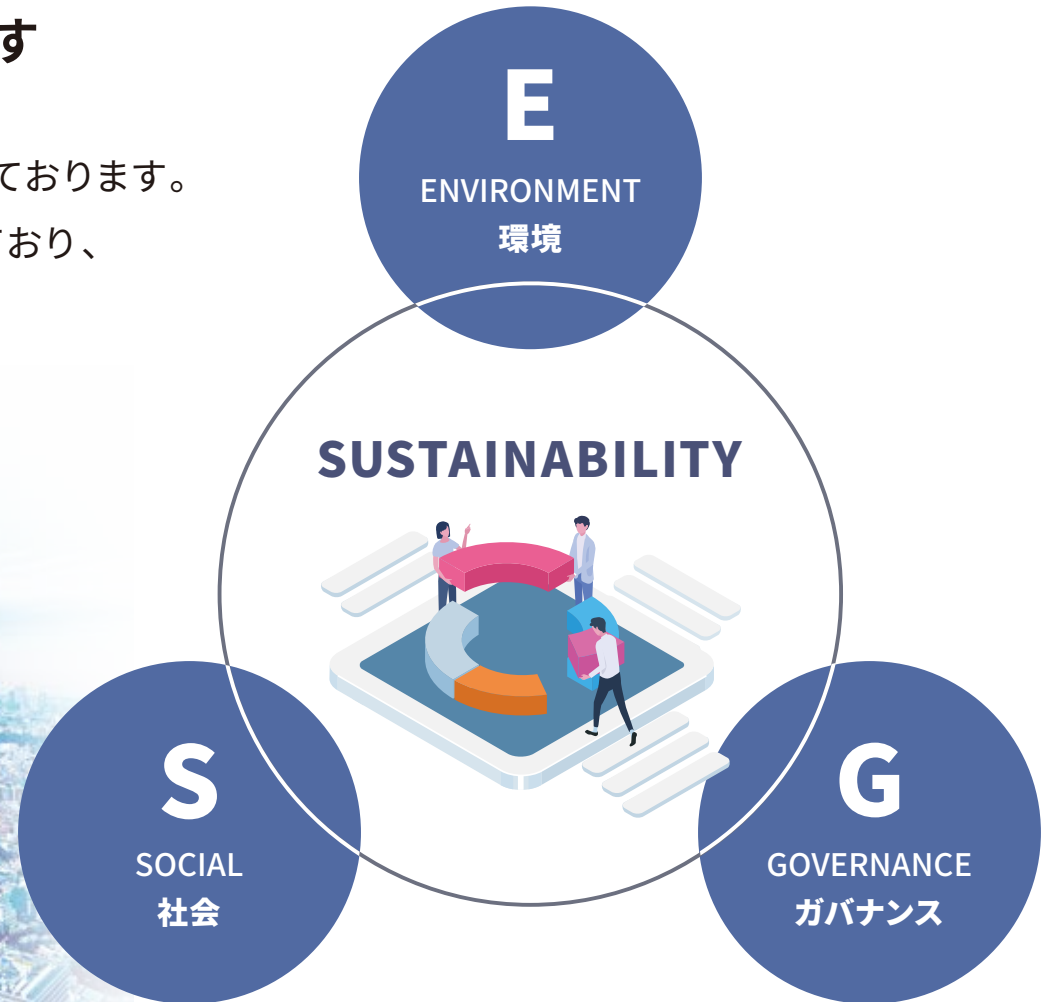 す
ております。
おり、
E
ENVIRONMENT
環境
SUSTAINABILITY
S
SOCIAL
社会
G
GOVERNANCE
ガバナンス